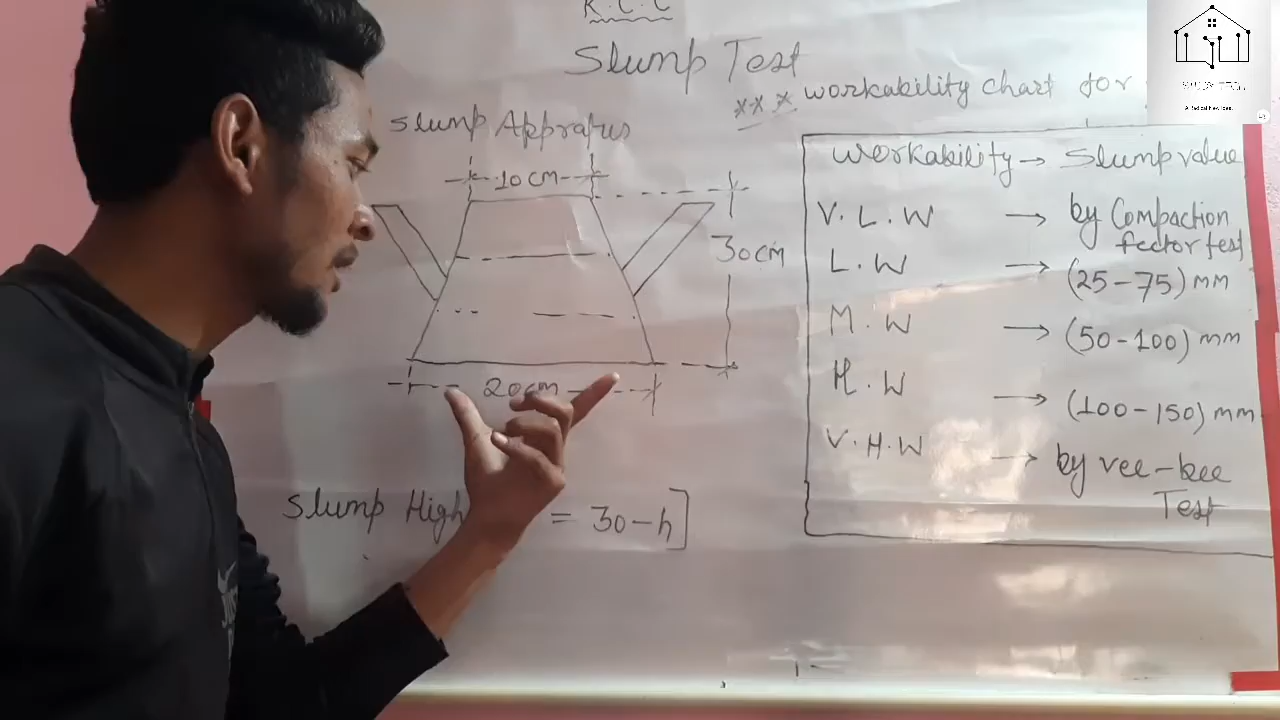 R.C.C
Slump Test
*** workability chart for
Slump Appratus
10 cm
30cm
20cm
Slump High
= 30-h]
Workability → Slump value
V.L.W → by Compaction
factor test
L.W → (25-75) mm
M.W → (50-100) mm
H.W → (100-150) mm
V.H.W → by vee-bee
Test